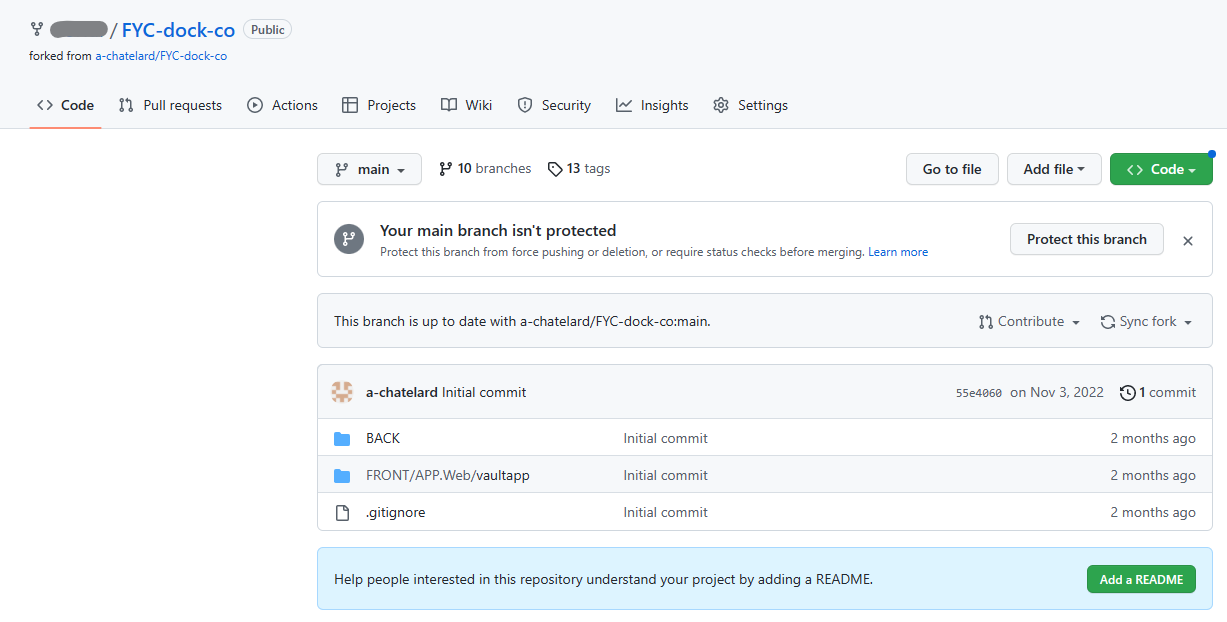 / FYC-dock-co Public
forked from a-chatelard/FYC-dock-co
Code Pull requests Actions Projects Wiki Security Insights Settings
main 10 branches 13 tags Go to file Add file Code
Your main branch isn't protected
Protect this branch from force pushing or deletion, or require status checks before merging. Learn more
Protect this branch
This branch is up to date with a-chatelard/FYC-dock-co:main. Contribute Sync fork
a-chatelard Initial commit 55e4060 on Nov 3, 2022 1 commit
BACK Initial commit 2 months ago
FRONT/APP.Web/vaultapp Initial commit 2 months ago
.gitignore Initial commit 2 months ago
Help people interested in this repository understand your project by adding a README. Add a README